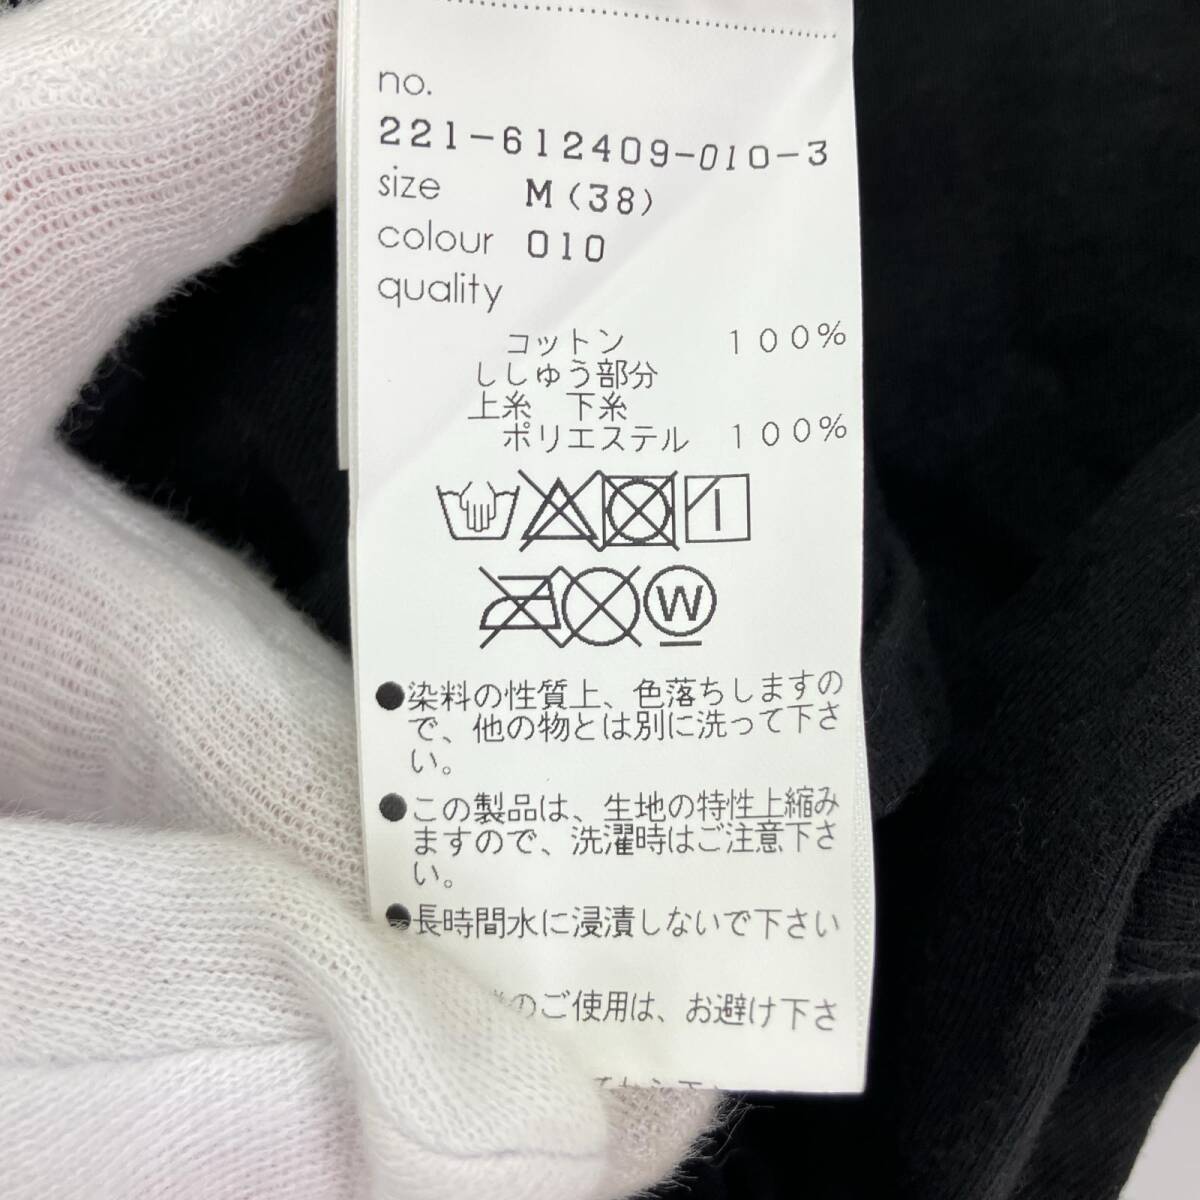 no.
221-612409-010-3
size M(38)
colour 010
quality
コットン 100%
ししゅう部分
上糸 下糸
ポリエステル 100%
W
●染料の性質上、色落ちしますの
で、他の物とは別に洗って下さ
い。
●この製品は、生地の特性上縮み
ますので、洗濯時はご注意下さ
い。
●長時間水に浸漬しないで下さい
のご使用は、お避け下さ